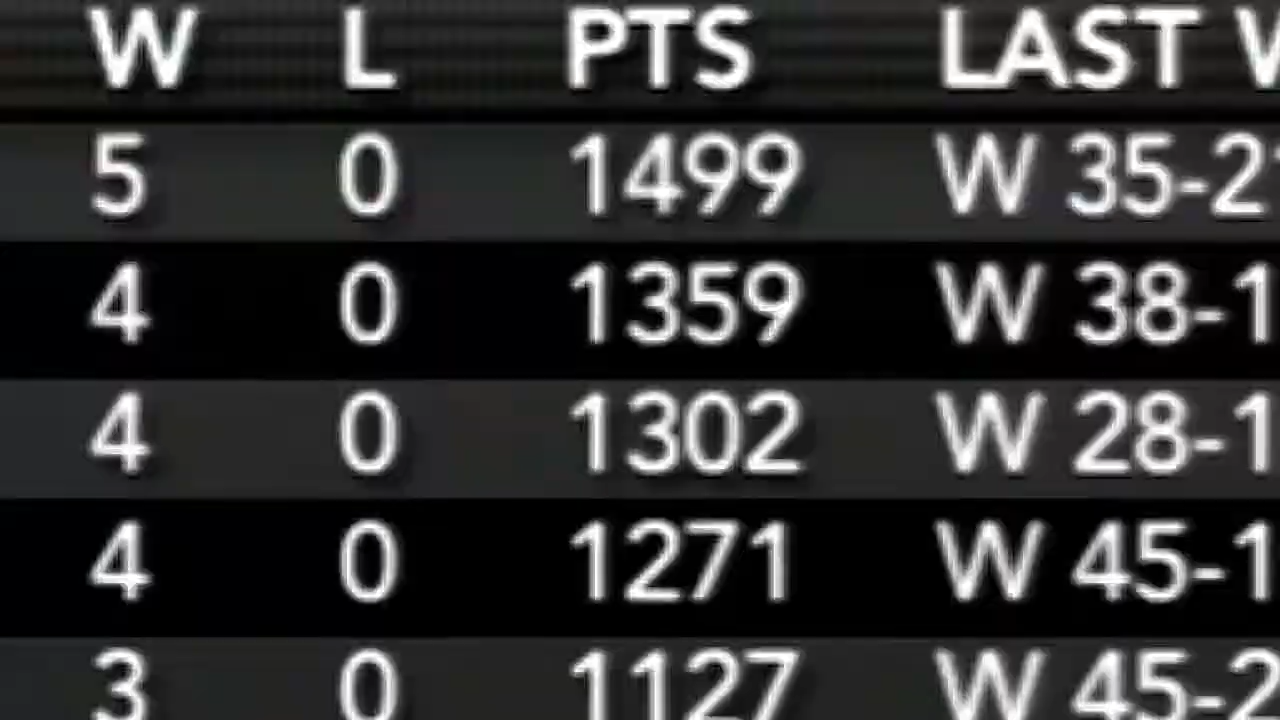 W L PTS LAST W
5 0 1499 W 35-21
4 0 1359 W 38-1
4 0 1302 W 28-1
4 0 1271 W 45-1
3 0 1127 W 45-2